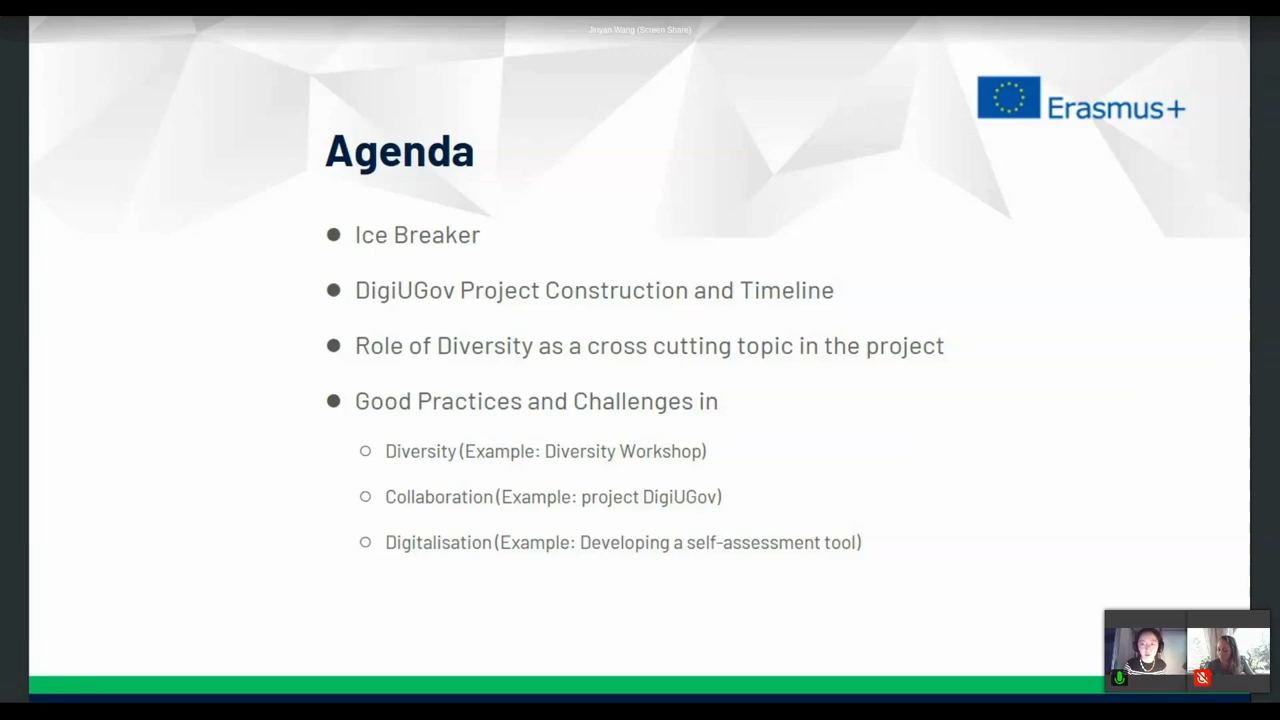 Jinyan Wang (Screen Share)
Erasmus+
Agenda
Ice Breaker
DigiUGov Project Construction and Timeline
Role of Diversity as a cross cutting topic in the project
Good Practices and Challenges in
Diversity (Example: Diversity Workshop)
Collaboration (Example: project DigiUGov)
Digitalisation (Example: Developing a self-assessment tool)